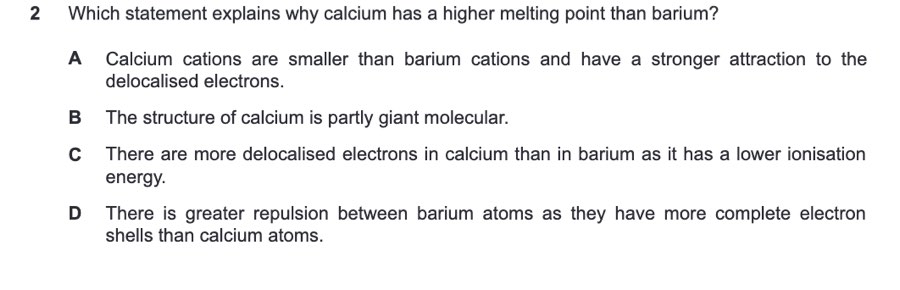 2 Which statement explains why calcium has a higher melting point than barium?
A Calcium cations are smaller than barium cations and have a stronger attraction to the
delocalised electrons.
B The structure of calcium is partly giant molecular.
C There are more delocalised electrons in calcium than in barium as it has a lower ionisation
energy.
D There is greater repulsion between barium atoms as they have more complete electron
shells than calcium atoms.